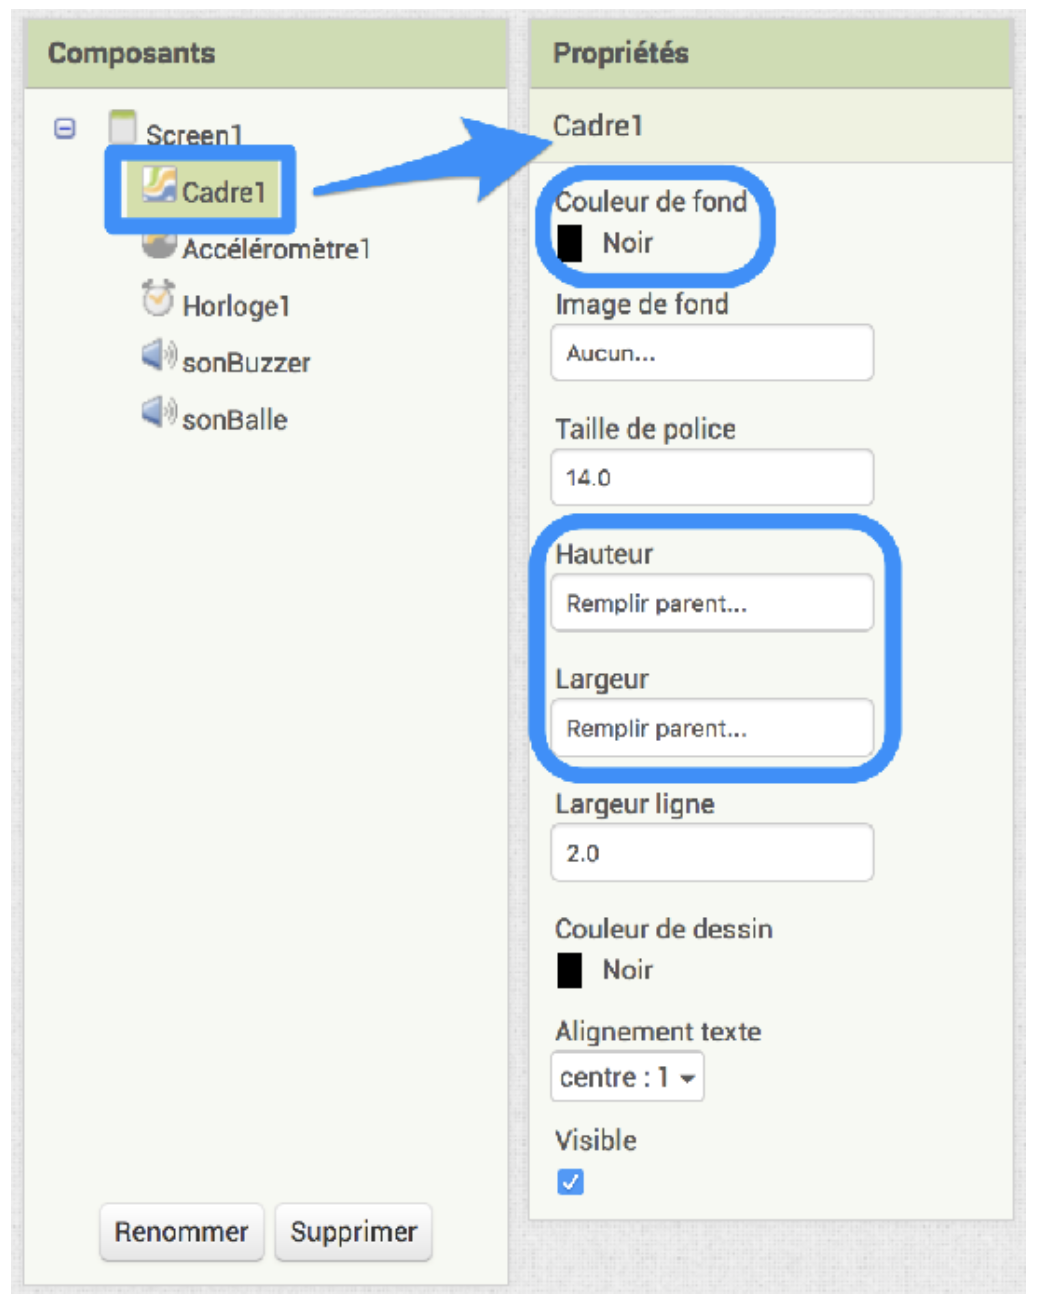 Composants
Screen1
Cadre1
Accéléromètre1
Horloge1
sonBuzzer
sonBalle
Renommer
Supprimer
Propriétés
Cadre1
Couleur de fond
Noir
Image de fond
Aucun...
Taille de police
14.0
Hauteur
Remplir parent...
Largeur
Remplir parent...
Largeur ligne
2.0
Couleur de dessin
Noir
Alignement texte
centre : 1
Visible